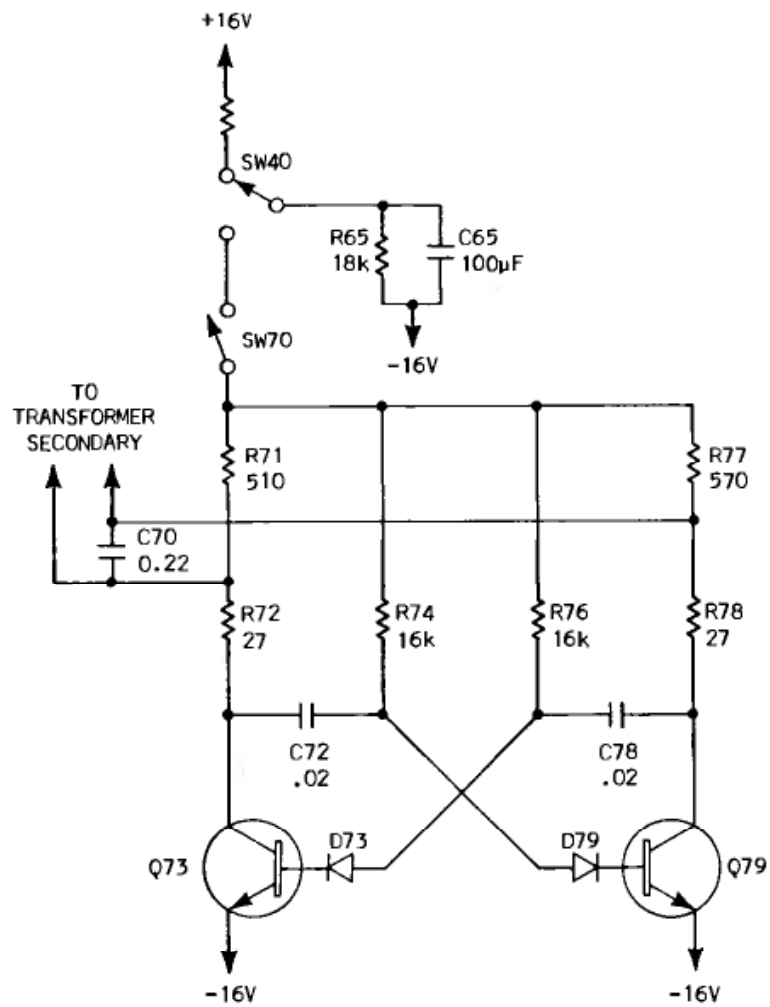 +16V
SW40
R65
18k
C65
100µF
-16V
SW70
TO
TRANSFORMER
SECONDARY
R71
510
R77
570
C70
0.22
R72
27
R74
16k
R76
16k
R78
27
C72
.02
C78
.02
Q73
D73
D79
Q79
-16V
-16V